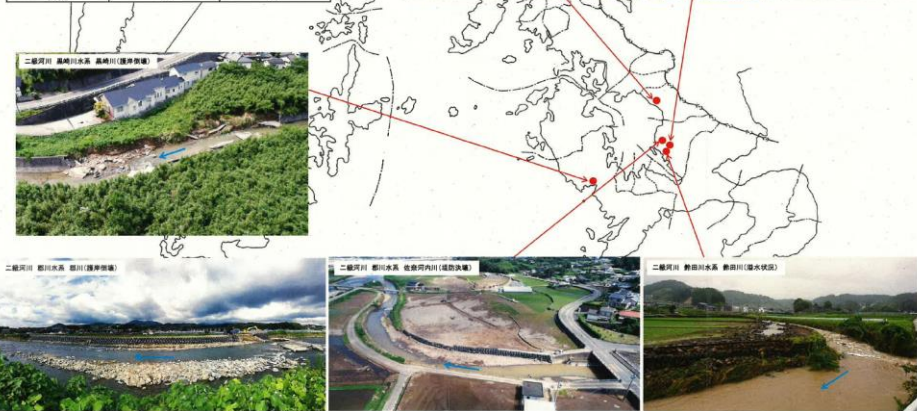 二級河川 黒崎川水系 黒崎川(護岸倒壊)
二級河川 郡川水系 郡川(護岸倒壊)
二級河川 郡川水系 佐奈河内川(堤防決壊)
二級河川 鈴田川水系 鈴田川(溢水状況)